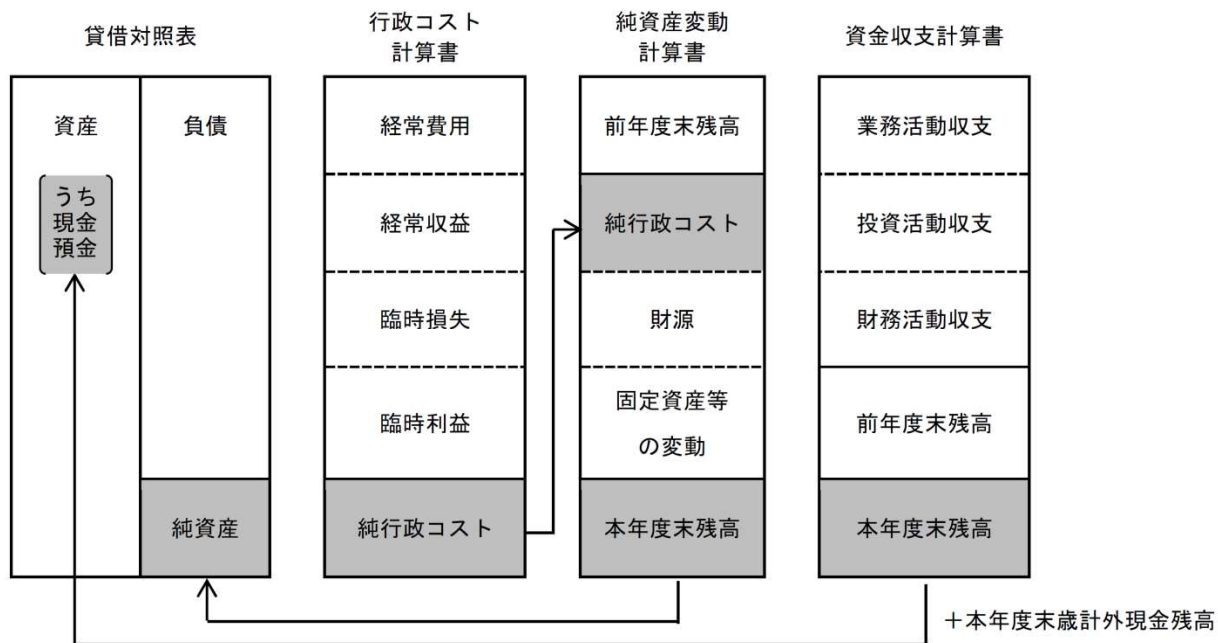 貸借対照表
行政コスト
計算書
純資産変動
計算書
資金収支計算書
資産
うち
現金
預金
負債
純資産
経常費用
経常収益
臨時損失
臨時利益
純行政コスト
前年度末残高
純行政コスト
財源
固定資産等
の変動
本年度末残高
業務活動収支
投資活動収支
財務活動収支
前年度末残高
本年度末残高
＋本年度末歳計外現金残高